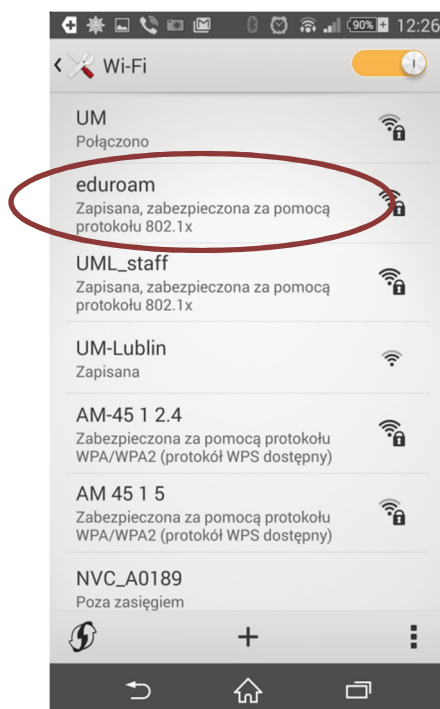 90% 12:26
Wi-Fi
UM
Połączono
eduroam
Zapisana, zabezpieczona za pomocą
protokołu 802.1x
UML_staff
Zapisana, zabezpieczona za pomocą
protokołu 802.1x
UM-Lublin
Zapisana
AM-45 1 2.4
Zabezpieczona za pomocą protokołu
WPA/WPA2 (protokół WPS dostępny)
AM 45 1 5
Zabezpieczona za pomocą protokołu
WPA/WPA2 (protokół WPS dostępny)
NVC_A0189
Poza zasięgiem